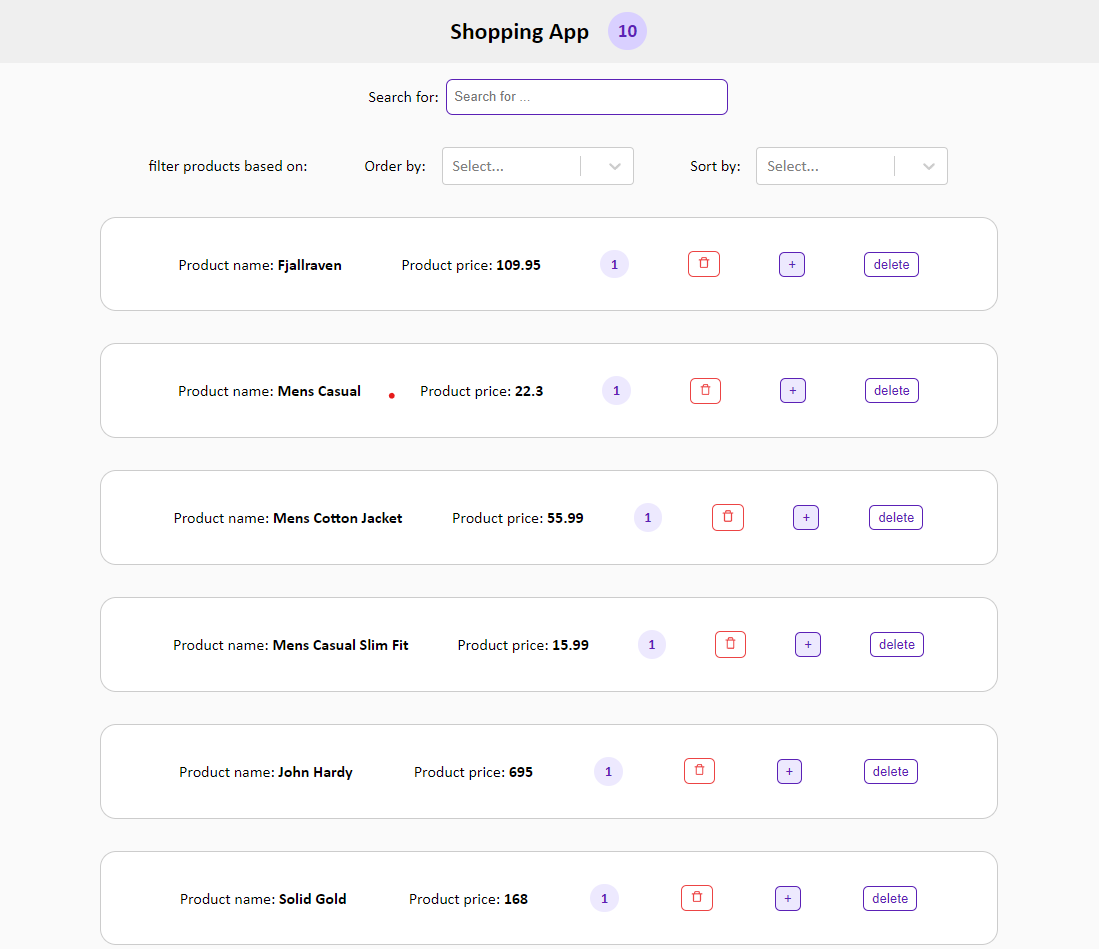 Shopping App 10
Search for: Search for ...
filter products based on: Order by: Select... Sort by: Select...
Product name: Fjallraven Product price: 109.95 1 + delete
Product name: Mens Casual Product price: 22.3 1 + delete
Product name: Mens Cotton Jacket Product price: 55.99 1 + delete
Product name: Mens Casual Slim Fit Product price: 15.99 1 + delete
Product name: John Hardy Product price: 695 1 + delete
Product name: Solid Gold Product price: 168 1 + delete